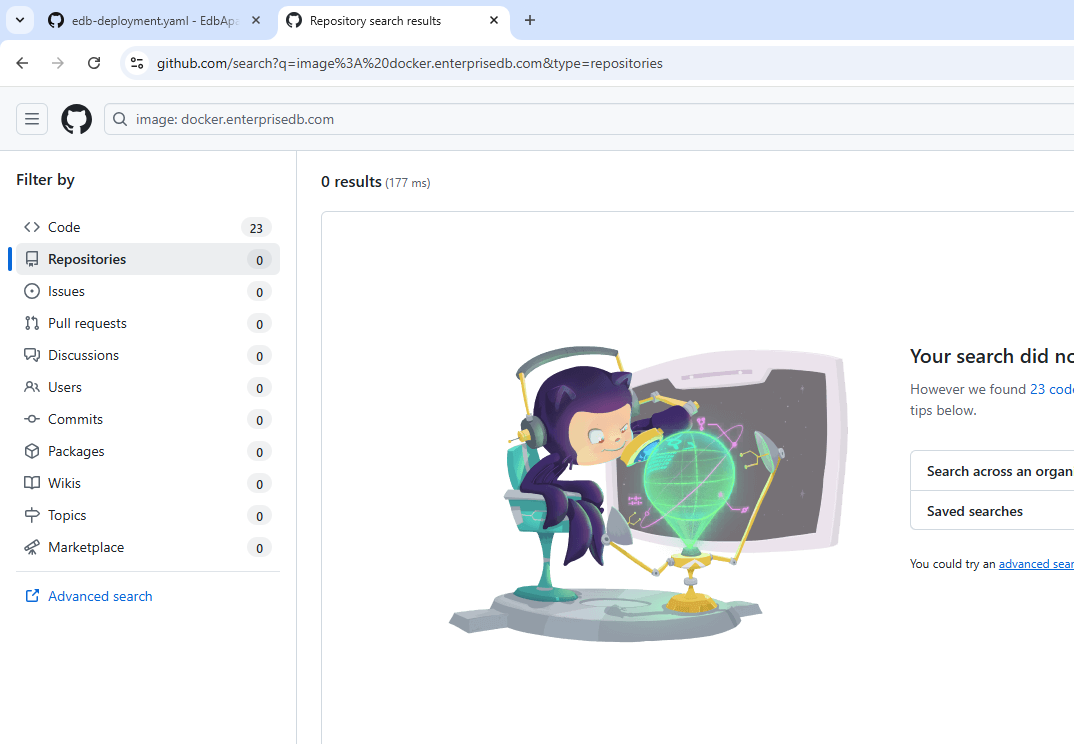 edb-deployment.yaml - EdbApa
Repository search results
github.com/search?q=image%3A%20docker.enterprisedb.com&type=repositories
image: docker.enterprisedb.com
Filter by
Code 23
Repositories 0
Issues 0
Pull requests 0
Discussions 0
Users 0
Commits 0
Packages 0
Wikis 0
Topics 0
Marketplace 0
Advanced search
0 results (177 ms)
Your search did no
However we found 23 code
tips below.
Search across an organ
Saved searches
You could try an advanced sear